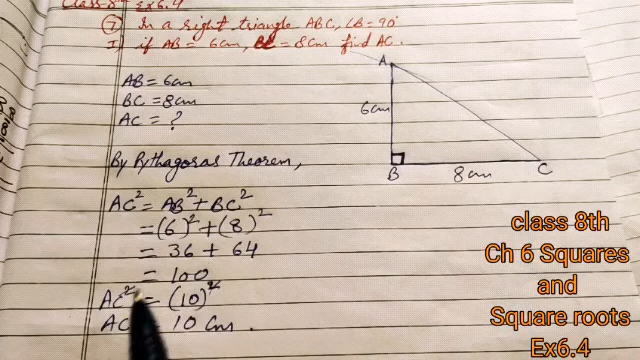 Class-8 Ex6.4
⑦ In a right triangle ABC, ∠B = 90°
I if AB = 6cm, BC = 8cm find AC.
AB = 6cm
BC = 8cm
AC = ?
By Pythagoras Theorem,
AC² = AB² + BC²
= (6)² + (8)²
= 36 + 64
= 100
AC² = (10)²
AC = 10 Cm.
A
6cm
B 8cm C
class 8th
Ch 6 Squares
and
Square roots
Ex6.4